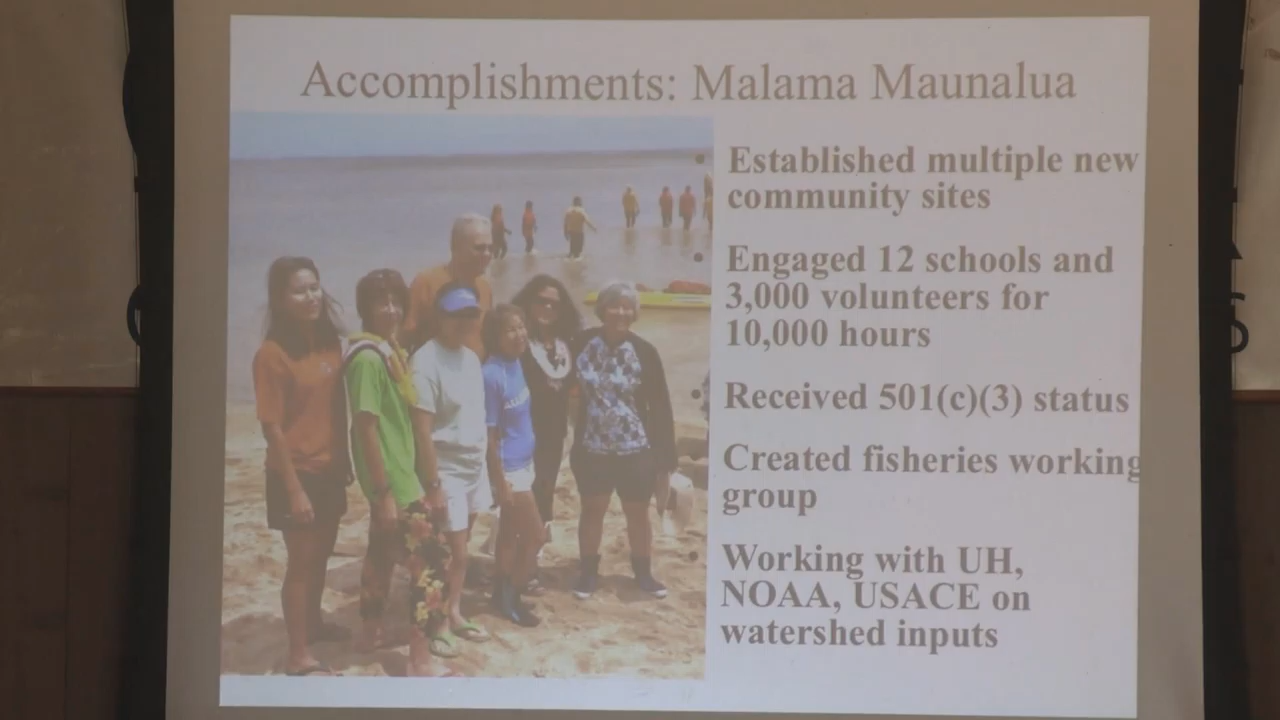 Accomplishments: Malama Maunalua
• Established multiple new
community sites
• Engaged 12 schools and
3,000 volunteers for
10,000 hours
• Received 501(c)(3) status
Created fisheries working
group
• Working with UH,
NOAA, USACE on
watershed inputs